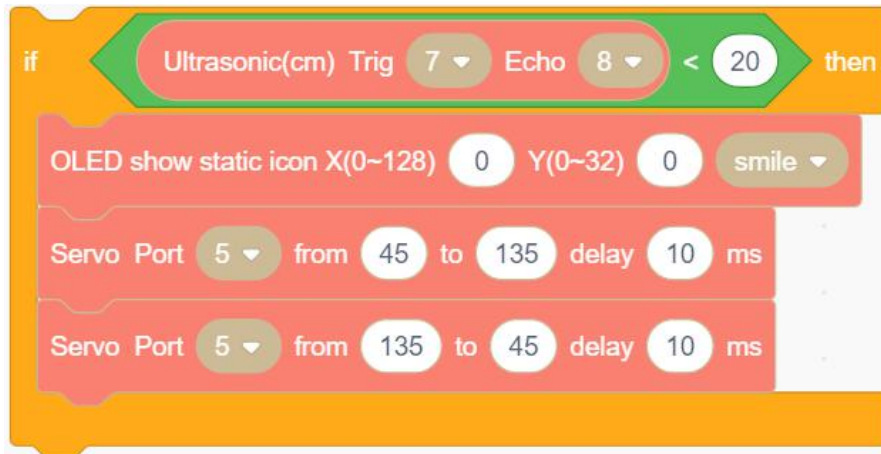 if Ultrasonic(cm) Trig 7 Echo 8 < 20 then
OLED show static icon X(0~128) 0 Y(0~32) 0 smile
Servo Port 5 from 45 to 135 delay 10 ms
Servo Port 5 from 135 to 45 delay 10 ms